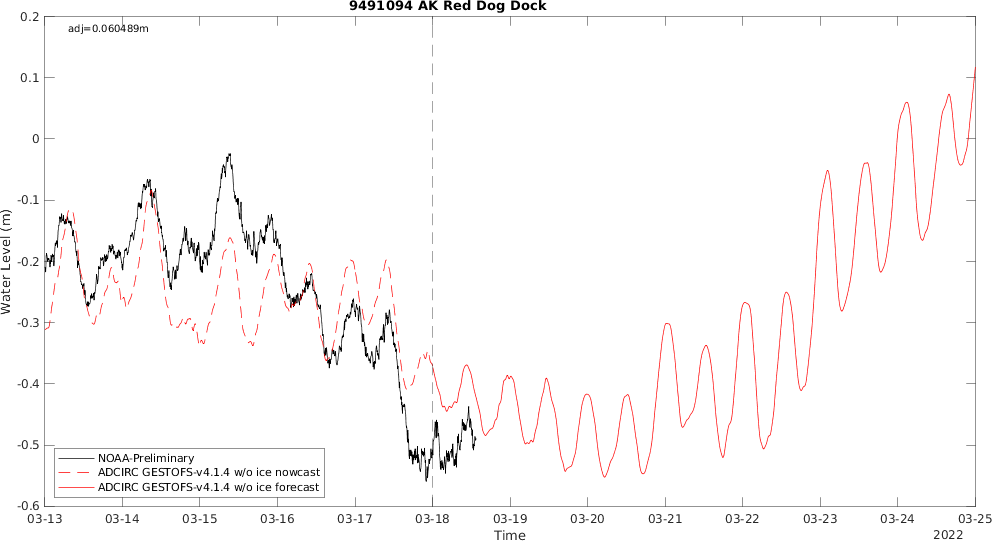 9491094 AK Red Dog Dock
adj=0.060489m
0.2
0.1
0
-0.1
-0.2
-0.3
-0.4
-0.5
-0.6
Water Level (m)
NOAA-Preliminary
ADCIRC GESTOFS-v4.1.4 w/o ice nowcast
ADCIRC GESTOFS-v4.1.4 w/o ice forecast
03-13 03-14 03-15 03-16 03-17 03-18 03-19 03-20 03-21 03-22 03-23 03-24 03-25
Time
2022